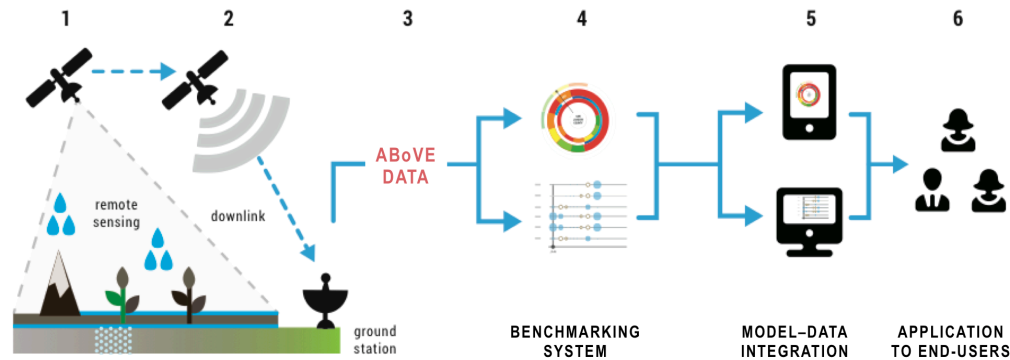 1
2
3
4
5
6
remote
sensing
downlink
ABoVE
DATA
ground
station
BENCHMARKING
SYSTEM
MODEL–DATA
INTEGRATION
APPLICATION
TO END-USERS